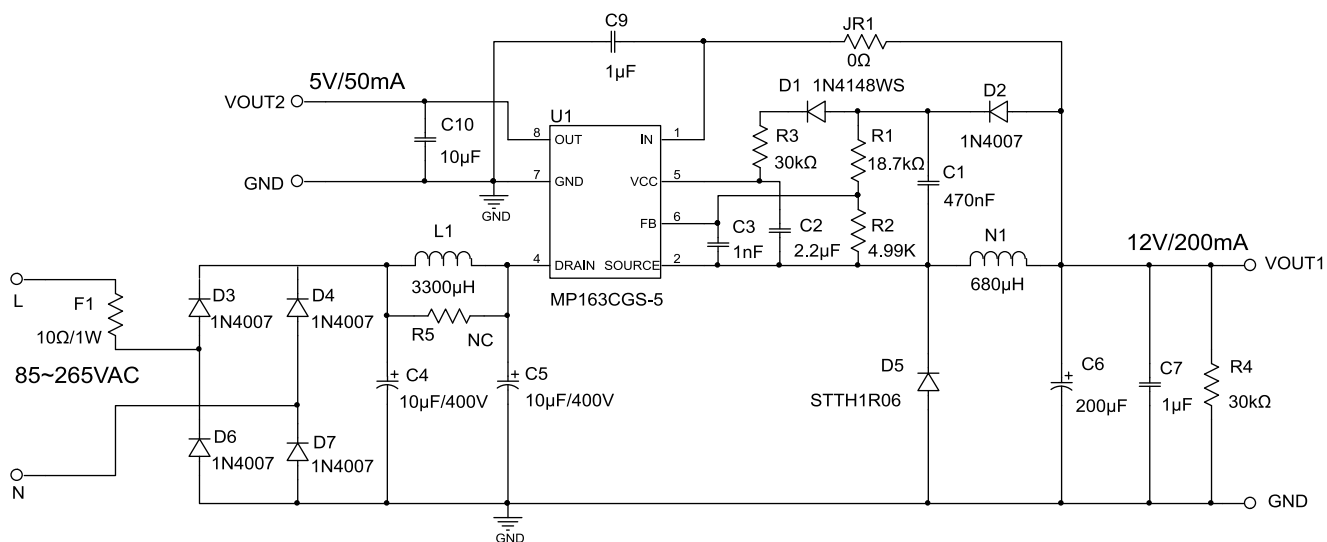 C9
1µF
JR1
0Ω
5V/50mA
VOUT2
C10
10µF
GND
GND
U1
8 OUT
7 GND
4 DRAIN
IN 1
VCC 5
FB 6
SOURCE 2
MP163CGS-5
D1 1N4148WS
D2
1N4007
R3
30kΩ
R1
18.7kΩ
C1
470nF
C3
1nF
C2
2.2µF
R2
4.99K
N1
680µH
12V/200mA
VOUT1
L
F1
10Ω/1W
85~265VAC
N
D3
1N4007
D4
1N4007
D6
1N4007
D7
1N4007
L1
3300µH
R5 NC
+
C4
10µF/400V
+
C5
10µF/400V
GND
D5
STTH1R06
+
C6
200µF
C7
1µF
R4
30kΩ
GND